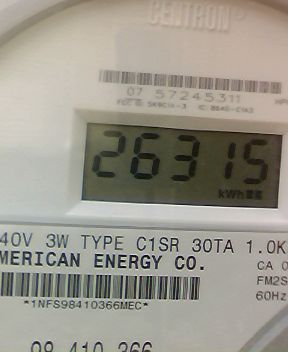 CENTRON®
07 57245311
26315
kWh
40V 3W TYPE C1SR 30TA 1.0K
MERICAN ENERGY CO.
CA 0
FM2S
60Hz
*1NFS98410366MEC*
98 410 366